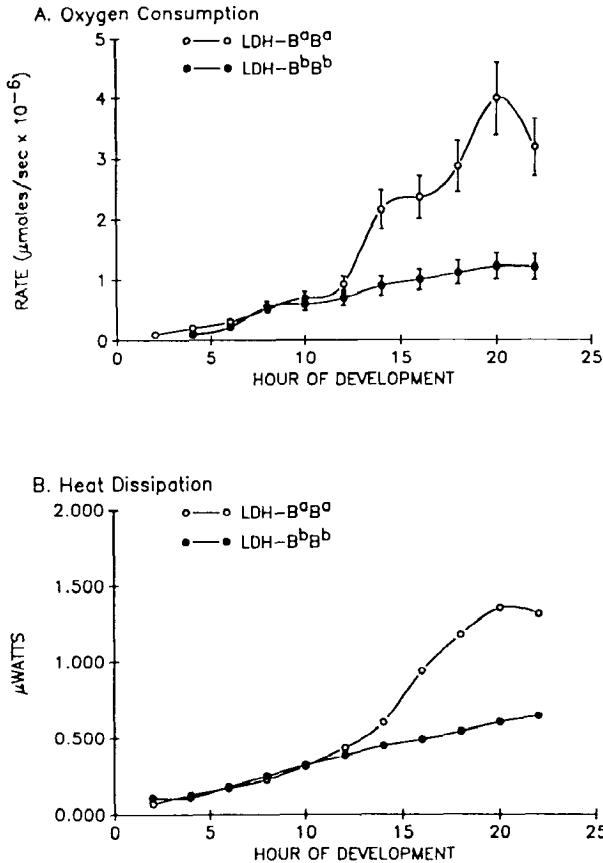 A. Oxygen Consumption
LDH-BᵃBᵃ
LDH-BᵇBᵇ
5
4
3
2
1
0
RATE (μmoles/sec x 10⁻⁶)
0 5 10 15 20 25
HOUR OF DEVELOPMENT
B. Heat Dissipation
LDH-BᵃBᵃ
LDH-BᵇBᵇ
2.000
1.500
1.000
0.500
0.000
μWATTS
0 5 10 15 20 25
HOUR OF DEVELOPMENT